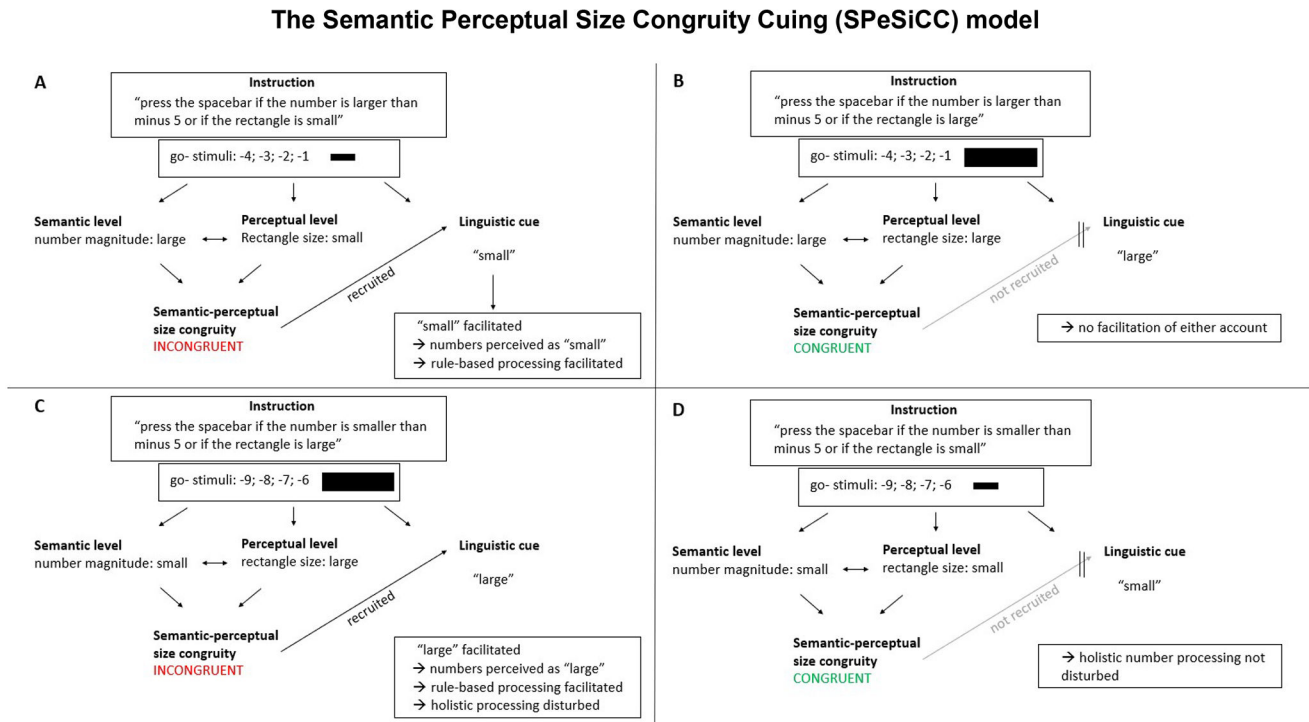 The Semantic Perceptual Size Congruity Cuing (SPeSiCC) model
A
Instruction
“press the spacebar if the number is larger than
minus 5 or if the rectangle is small”
go- stimuli: -4; -3; -2; -1
Semantic level
number magnitude: large
Perceptual level
Rectangle size: small
Linguistic cue
“small”
recruited
Semantic-perceptual
size congruity
INCONGRUENT
“small” facilitated
→ numbers perceived as “small”
→ rule-based processing facilitated
B
Instruction
“press the spacebar if the number is larger than
minus 5 or if the rectangle is large”
go- stimuli: -4; -3; -2; -1
Semantic level
number magnitude: large
Perceptual level
rectangle size: large
Linguistic cue
“large”
not recruited
Semantic-perceptual
size congruity
CONGRUENT
→ no facilitation of either account
C
Instruction
“press the spacebar if the number is smaller than
minus 5 or if the rectangle is large”
go- stimuli: -9; -8; -7; -6
Semantic level
number magnitude: small
Perceptual level
rectangle size: large
Linguistic cue
“large”
recruited
Semantic-perceptual
size congruity
INCONGRUENT
“large” facilitated
→ numbers perceived as “large”
→ rule-based processing facilitated
→ holistic processing disturbed
D
Instruction
“press the spacebar if the number is smaller than
minus 5 or if the rectangle is small”
go- stimuli: -9; -8; -7; -6
Semantic level
number magnitude: small
Perceptual level
rectangle size: small
Linguistic cue
“small”
not recruited
Semantic-perceptual
size congruity
CONGRUENT
→ holistic number processing not
disturbed